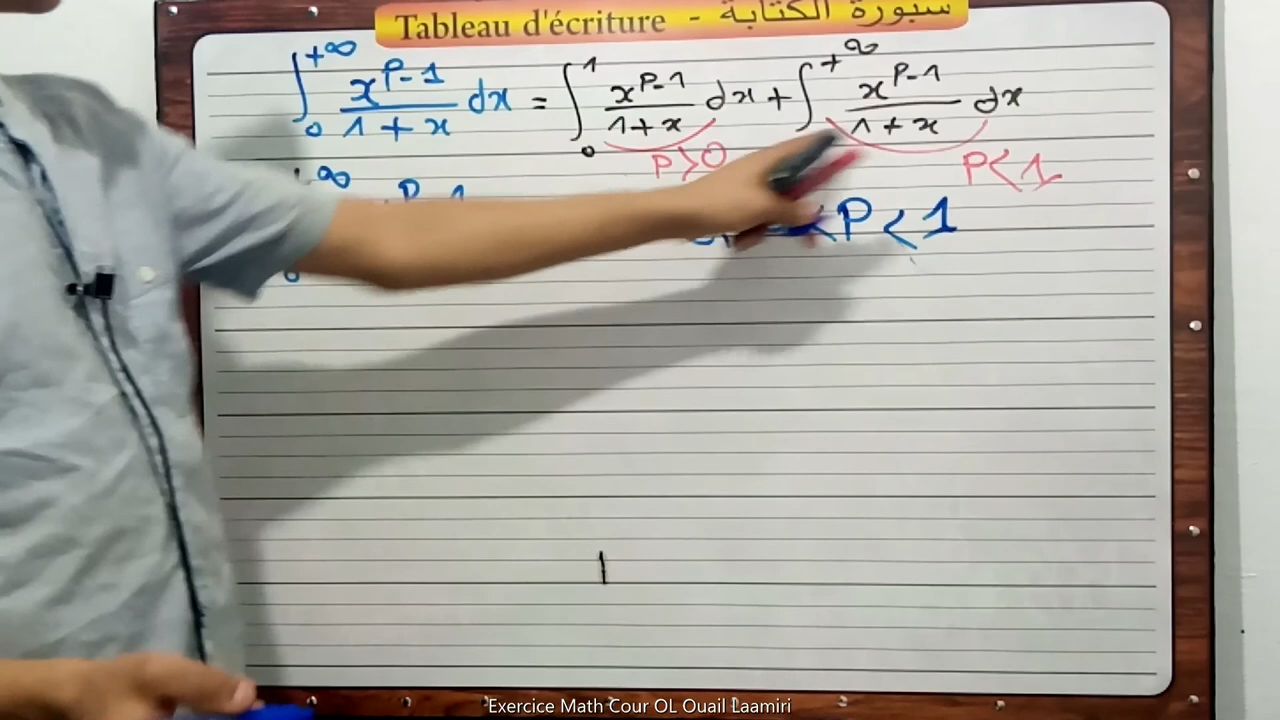 Tableau d'écriture - سبورة الكتابة
∫₀^{+∞} x^{P-1}/(1+x) dx = ∫₀^1 x^{P-1}/(1+x) dx + ∫^{+∞} x^{P-1}/(1+x) dx
P>0 P<1
+∞ P-1
<P<1
0
Exercice Math Cour OL Ouail Laamiri